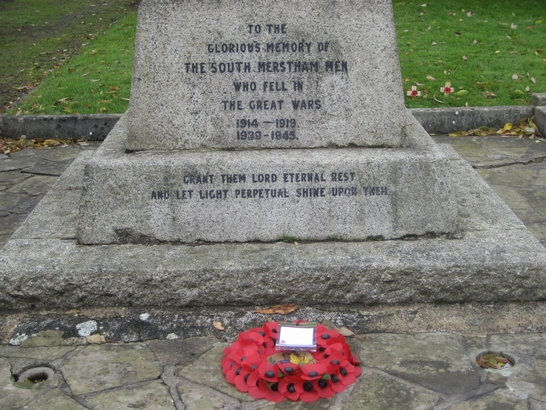 TO THE
GLORIOUS MEMORY OF
THE SOUTH MERSTHAM MEN
WHO FELL IN
THE GREAT WARS
1914 - 1919.
1939 - 1945.
GRANT THEM LORD ETERNAL REST
AND LET LIGHT PERPETUAL SHINE UPON THEM